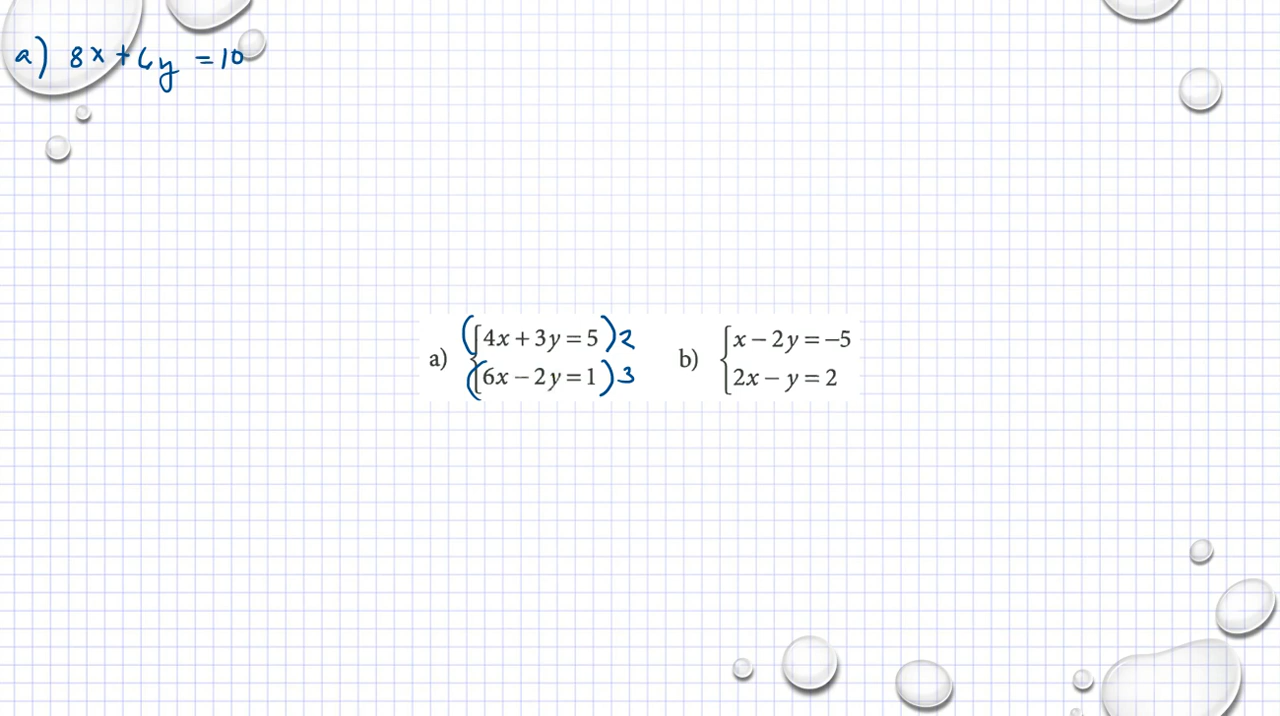 a) 8x + 6y = 10
a) (4x + 3y = 5)2
(6x − 2y = 1)3
b) x − 2y = −5
2x − y = 2